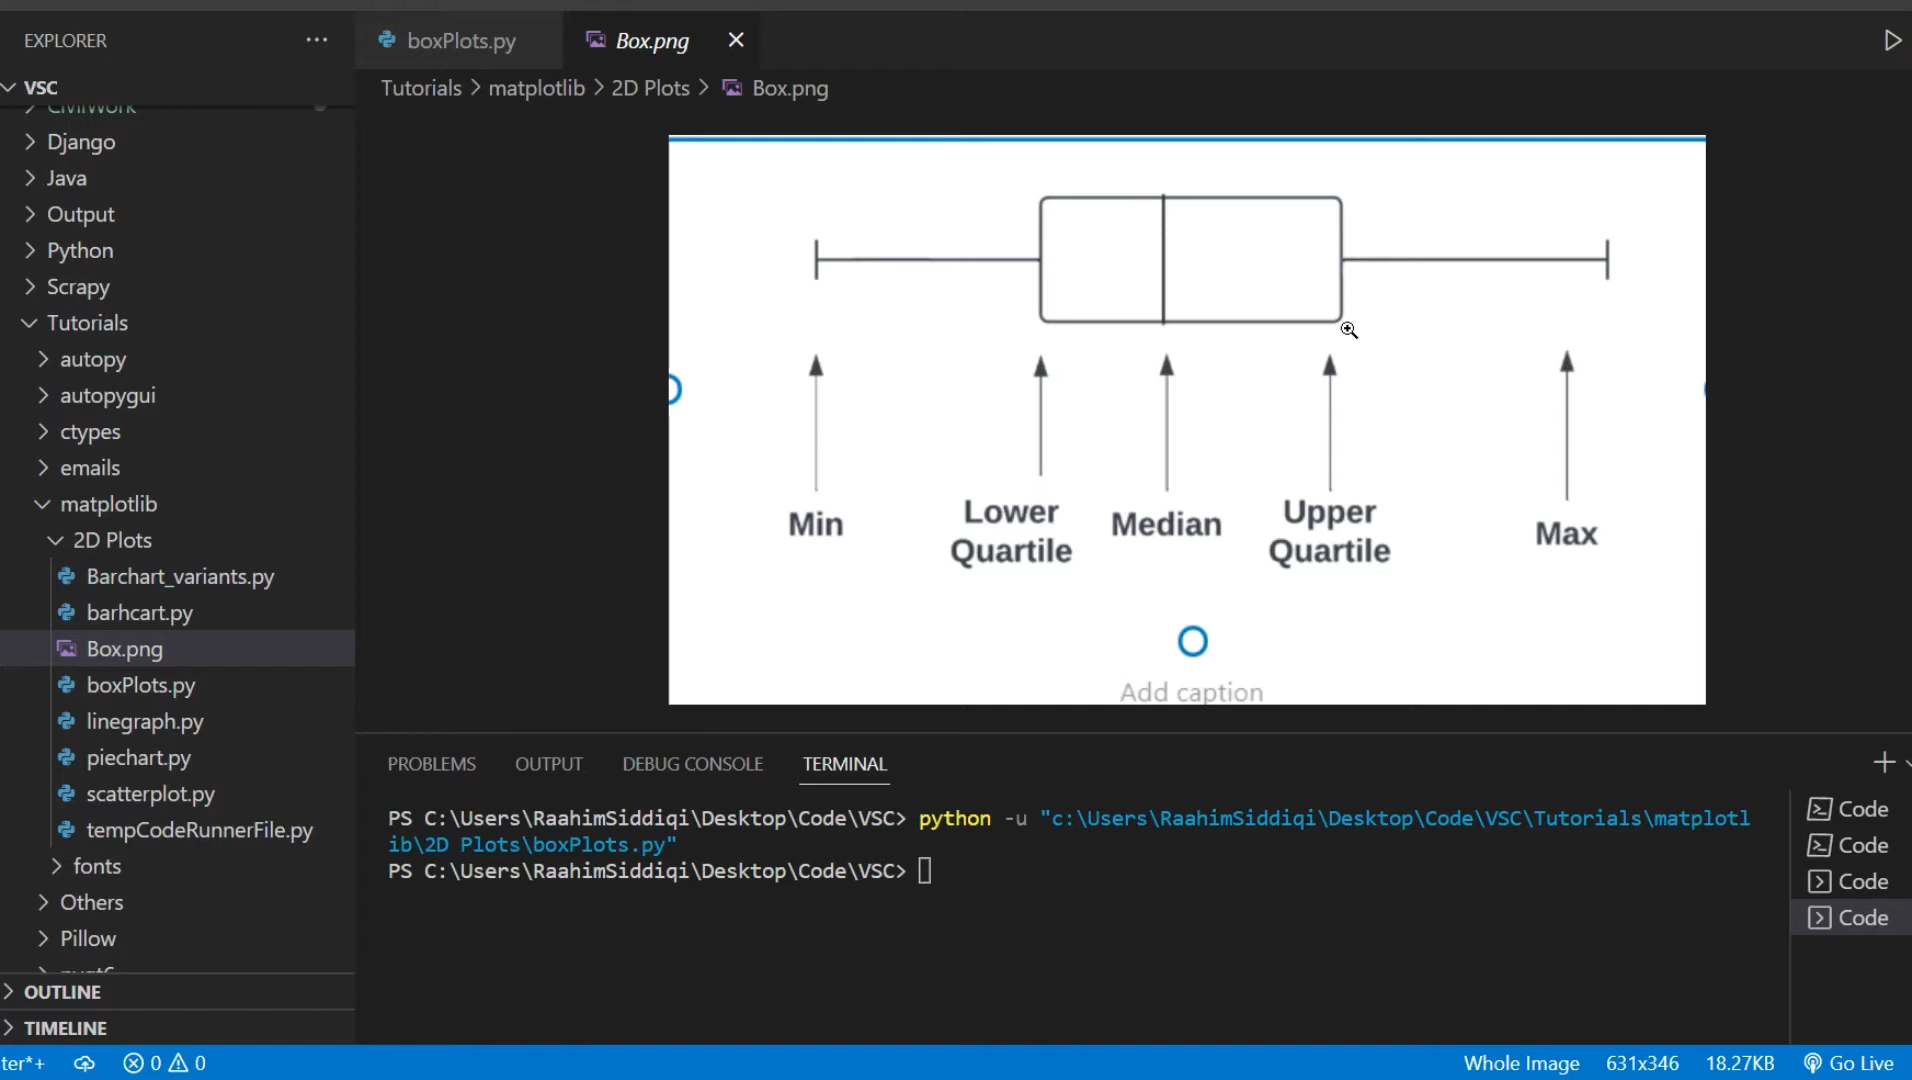 EXPLORER
VSC
CivilWork
Django
Java
Output
Python
Scrapy
Tutorials
autopy
autopygui
ctypes
emails
matplotlib
2D Plots
Barchart_variants.py
barhcart.py
Box.png
boxPlots.py
linegraph.py
piechart.py
scatterplot.py
tempCodeRunnerFile.py
fonts
Others
Pillow
OUTLINE
TIMELINE
boxPlots.py
Box.png
Tutorials > matplotlib > 2D Plots > Box.png
Min
Lower
Quartile
Median
Upper
Quartile
Max
Add caption
PROBLEMS OUTPUT DEBUG CONSOLE TERMINAL
PS C:\Users\RaahimSiddiqi\Desktop\Code\VSC> python -u "c:\Users\RaahimSiddiqi\Desktop\Code\VSC\Tutorials\matplotl
ib\2D Plots\boxPlots.py"
PS C:\Users\RaahimSiddiqi\Desktop\Code\VSC>
Code
Code
Code
Code
ter*+ 0 0 Whole Image 631x346 18.27KB Go Live